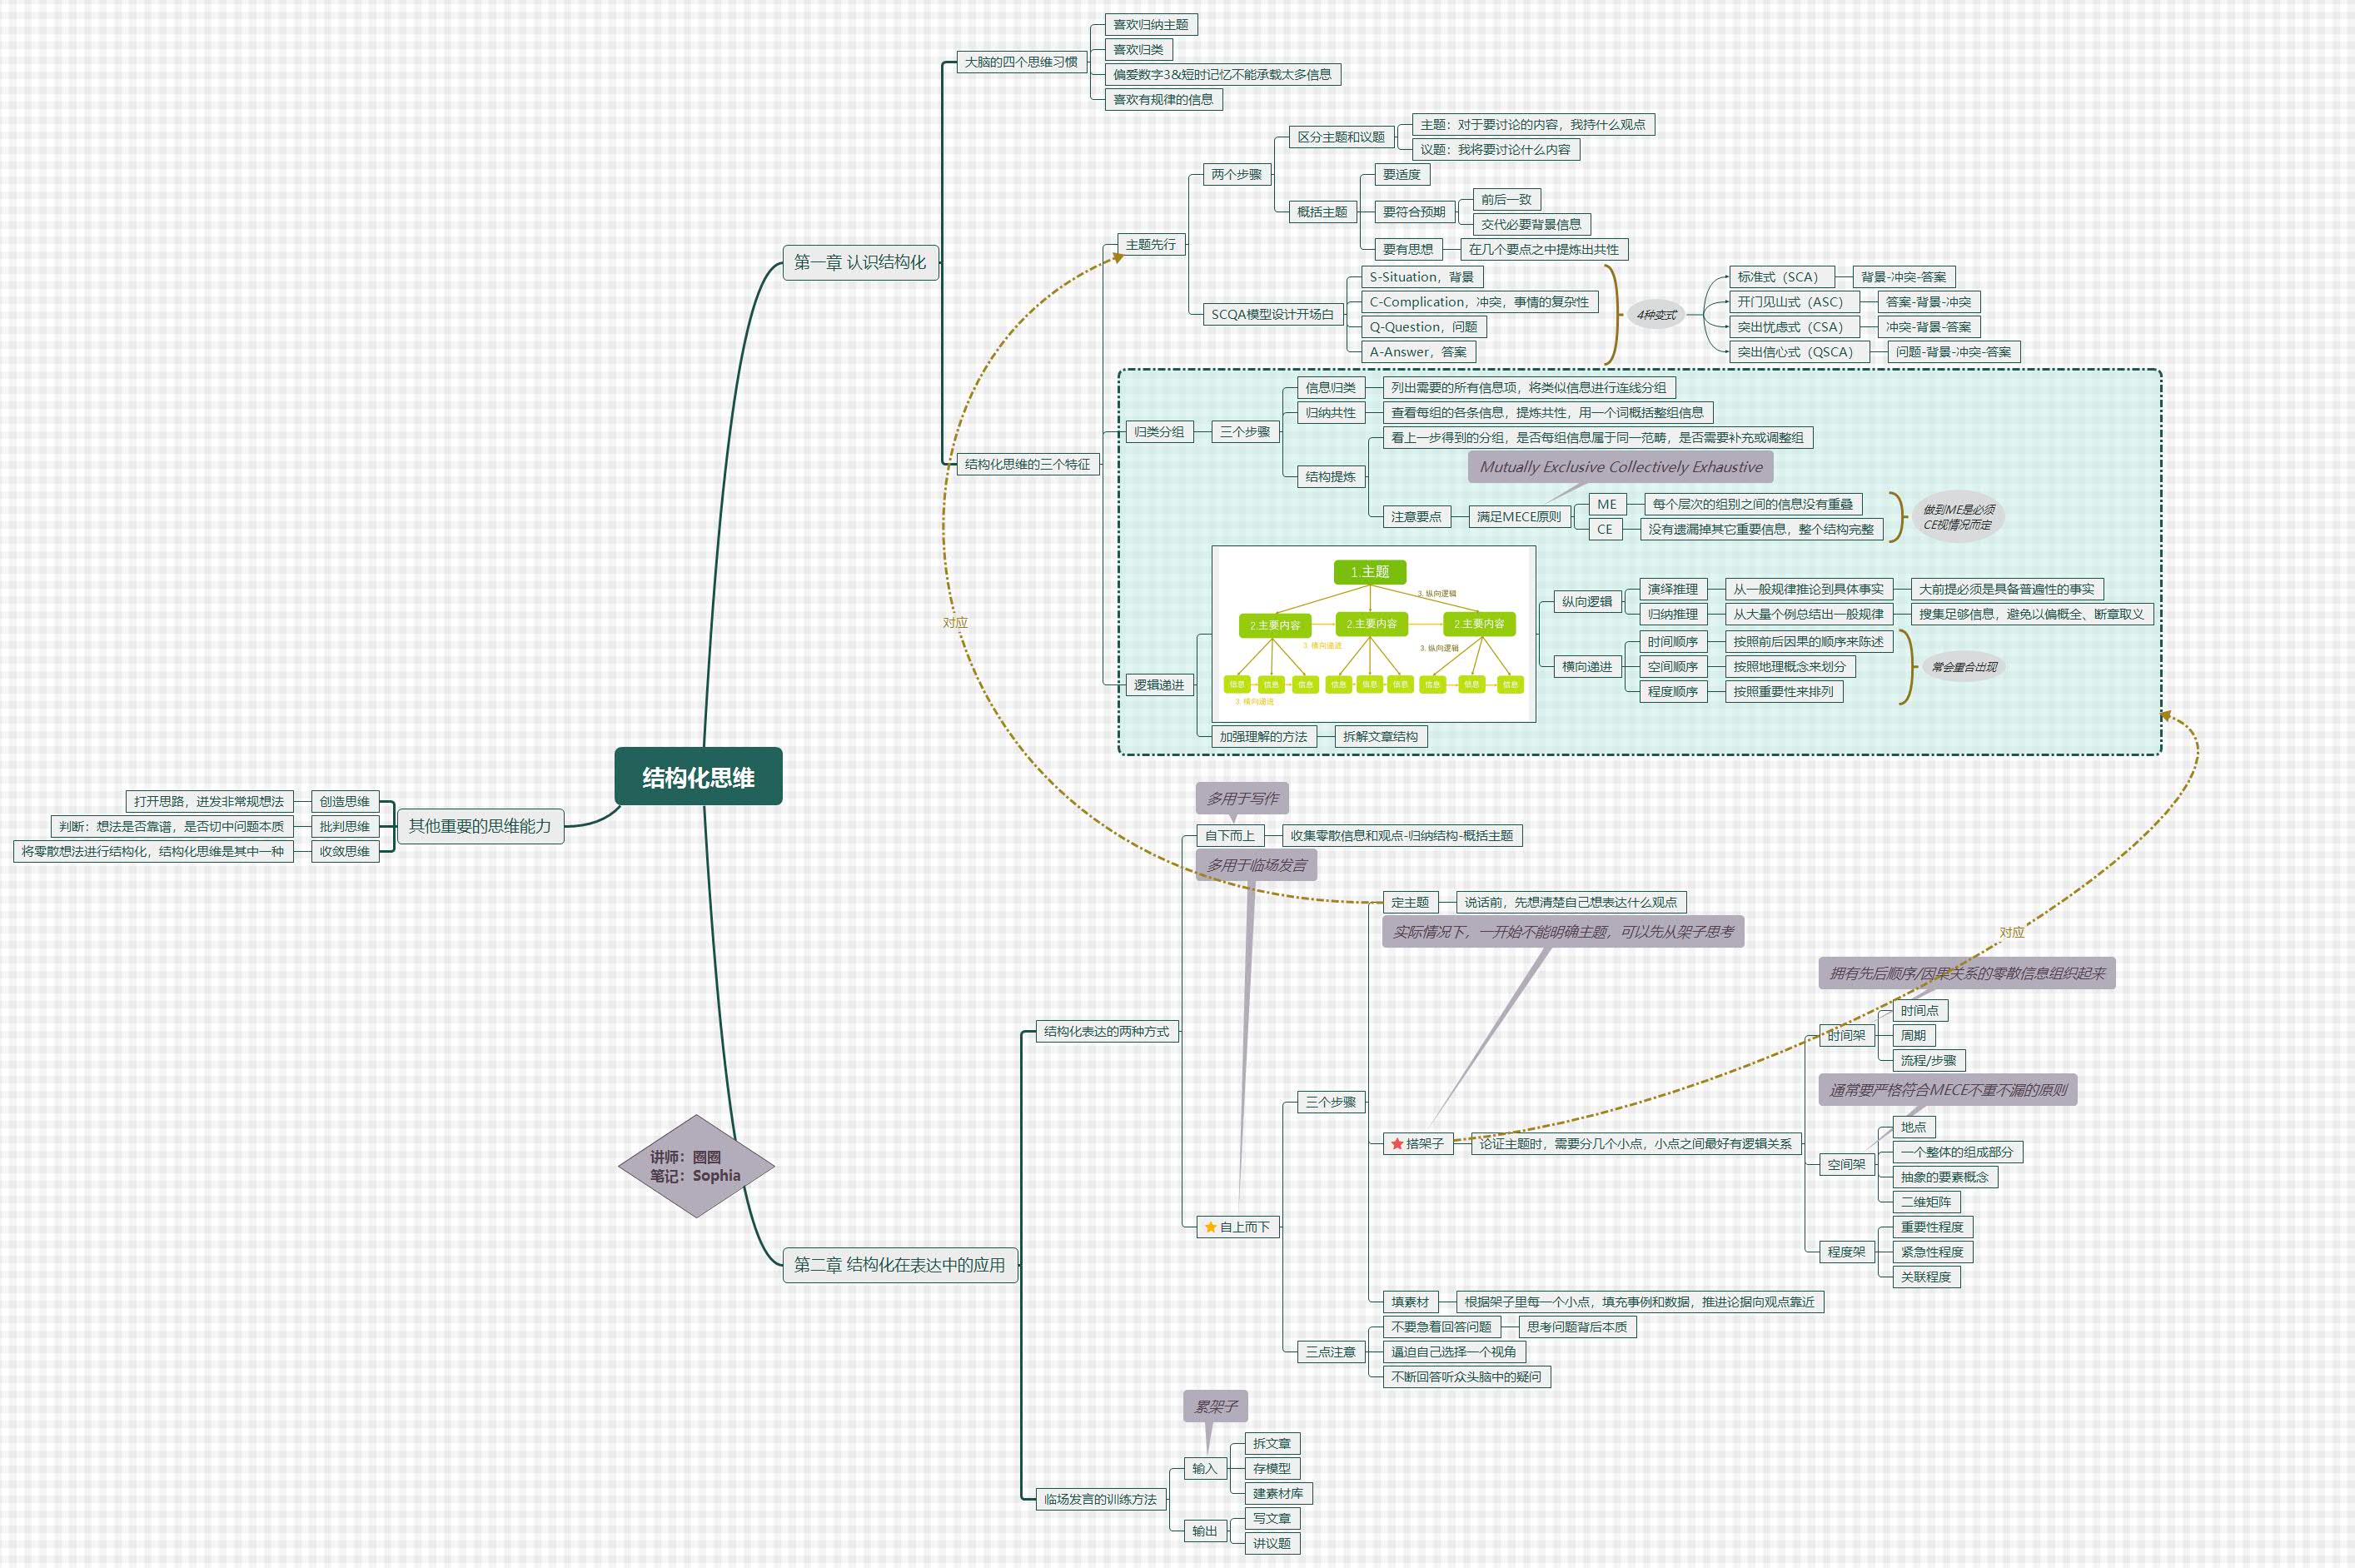 结构化思维
讲师：圈圈
笔记：Sophia
第一章 认识结构化
大脑的四个思维习惯
喜欢归纳主题
喜欢归类
偏爱数字3&短时记忆不能承载太多信息
喜欢有规律的信息
结构化思维的三个特征
主题先行
两个步骤
区分主题和议题
主题：对于要讨论的内容，我持什么观点
议题：我将要讨论什么内容
概括主题
要适度
要符合预期
前后一致
交代必要背景信息
要有思想
在几个要点之中提炼出共性
SCQA模型设计开场白
S-Situation，背景
C-Complication，冲突，事情的复杂性
Q-Question，问题
A-Answer，答案
4种变式
标准式（SCA）
背景-冲突-答案
开门见山式（ASC）
答案-背景-冲突
突出忧虑式（CSA）
冲突-背景-答案
突出信心式（QSCA）
问题-背景-冲突-答案
归类分组
三个步骤
信息归类
列出需要的所有信息项，将类似信息进行连线分组
归纳共性
查看每组的各条信息，提炼共性，用一个词概括整组信息
结构提炼
看上一步得到的分组，是否每组信息属于同一范畴，是否需要补充或调整组
Mutually Exclusive Collectively Exhaustive
注意要点
满足MECE原则
ME
每个层次的组别之间的信息没有重叠
CE
没有遗漏掉其它重要信息，整个结构完整
做到ME是必须
CE视情况而定
逻辑递进
1.主题
3. 纵向逻辑
2.主要内容
2.主要内容
2.主要内容
3. 横向递进
3. 纵向逻辑
信息
信息
信息
信息
信息
信息
信息
信息
信息
3. 横向递进
纵向逻辑
演绎推理
从一般规律推论到具体事实
大前提必须是具备普遍性的事实
归纳推理
从大量个例总结出一般规律
搜集足够信息，避免以偏概全、断章取义
横向递进
时间顺序
按照前后因果的顺序来陈述
空间顺序
按照地理概念来划分
程度顺序
按照重要性来排列
常会重合出现
加强理解的方法
拆解文章结构
对应
其他重要的思维能力
创造思维
打开思路，迸发非常规想法
批判思维
判断：想法是否靠谱，是否切中问题本质
收敛思维
将零散想法进行结构化，结构化思维是其中一种
第二章 结构化在表达中的应用
结构化表达的两种方式
多用于写作
自下而上
收集零散信息和观点-归纳结构-概括主题
多用于临场发言
自上而下
三个步骤
定主题
说话前，先想清楚自己想表达什么观点
实际情况下，一开始不能明确主题，可以先从架子思考
搭架子
论证主题时，需要分几个小点，小点之间最好有逻辑关系
对应
拥有先后顺序/因果关系的零散信息组织起来
时间架
时间点
周期
流程/步骤
通常要严格符合MECE不重不漏的原则
空间架
地点
一个整体的组成部分
抽象的要素概念
二维矩阵
程度架
重要性程度
紧急性程度
关联程度
填素材
根据架子里每一个小点，填充事例和数据，推进论据向观点靠近
三点注意
不要急着回答问题
思考问题背后本质
逼迫自己选择一个视角
不断回答听众头脑中的疑问
临场发言的训练方法
累架子
输入
拆文章
存模型
建素材库
输出
写文章
讲议题